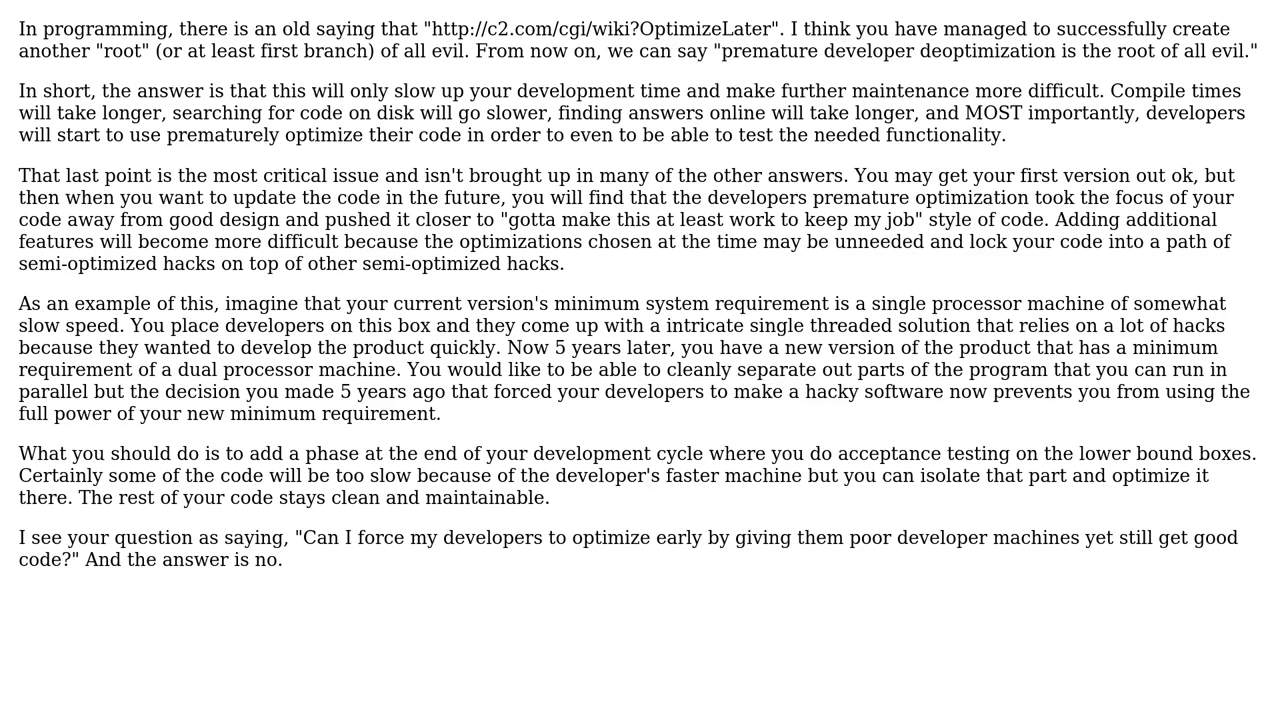 In programming, there is an old saying that "http://c2.com/cgi/wiki?OptimizeLater". I think you have managed to successfully create
another "root" (or at least first branch) of all evil. From now on, we can say "premature developer deoptimization is the root of all evil."
In short, the answer is that this will only slow up your development time and make further maintenance more difficult. Compile times
will take longer, searching for code on disk will go slower, finding answers online will take longer, and MOST importantly, developers
will start to use prematurely optimize their code in order to even to be able to test the needed functionality.
That last point is the most critical issue and isn't brought up in many of the other answers. You may get your first version out ok, but
then when you want to update the code in the future, you will find that the developers premature optimization took the focus of your
code away from good design and pushed it closer to "gotta make this at least work to keep my job" style of code. Adding additional
features will become more difficult because the optimizations chosen at the time may be unneeded and lock your code into a path of
semi-optimized hacks on top of other semi-optimized hacks.
As an example of this, imagine that your current version's minimum system requirement is a single processor machine of somewhat
slow speed. You place developers on this box and they come up with a intricate single threaded solution that relies on a lot of hacks
because they wanted to develop the product quickly. Now 5 years later, you have a new version of the product that has a minimum
requirement of a dual processor machine. You would like to be able to cleanly separate out parts of the program that you can run in
parallel but the decision you made 5 years ago that forced your developers to make a hacky software now prevents you from using the
full power of your new minimum requirement.
What you should do is to add a phase at the end of your development cycle where you do acceptance testing on the lower bound boxes.
Certainly some of the code will be too slow because of the developer's faster machine but you can isolate that part and optimize it
there. The rest of your code stays clean and maintainable.
I see your question as saying, "Can I force my developers to optimize early by giving them poor developer machines yet still get good
code?" And the answer is no.